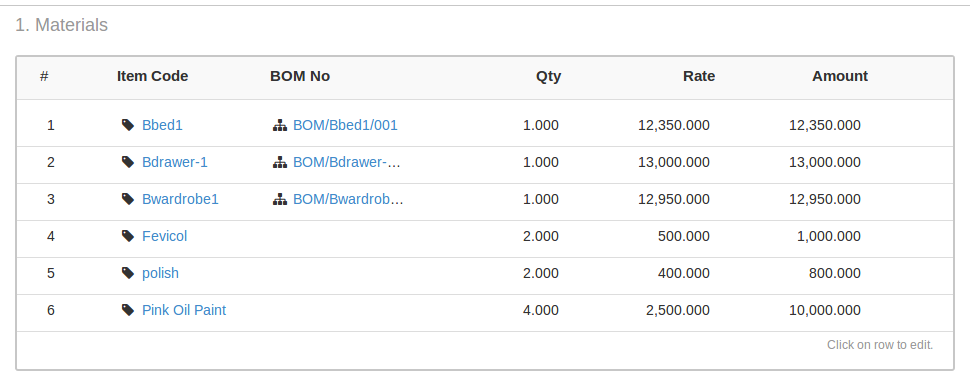 1. Materials
# Item Code BOM No Qty Rate Amount
1 Bbed1 BOM/Bbed1/001 1.000 12,350.000 12,350.000
2 Bdrawer-1 BOM/Bdrawer-... 1.000 13,000.000 13,000.000
3 Bwardrobe1 BOM/Bwardrob... 1.000 12,950.000 12,950.000
4 Fevicol 2.000 500.000 1,000.000
5 polish 2.000 400.000 800.000
6 Pink Oil Paint 4.000 2,500.000 10,000.000
Click on row to edit.